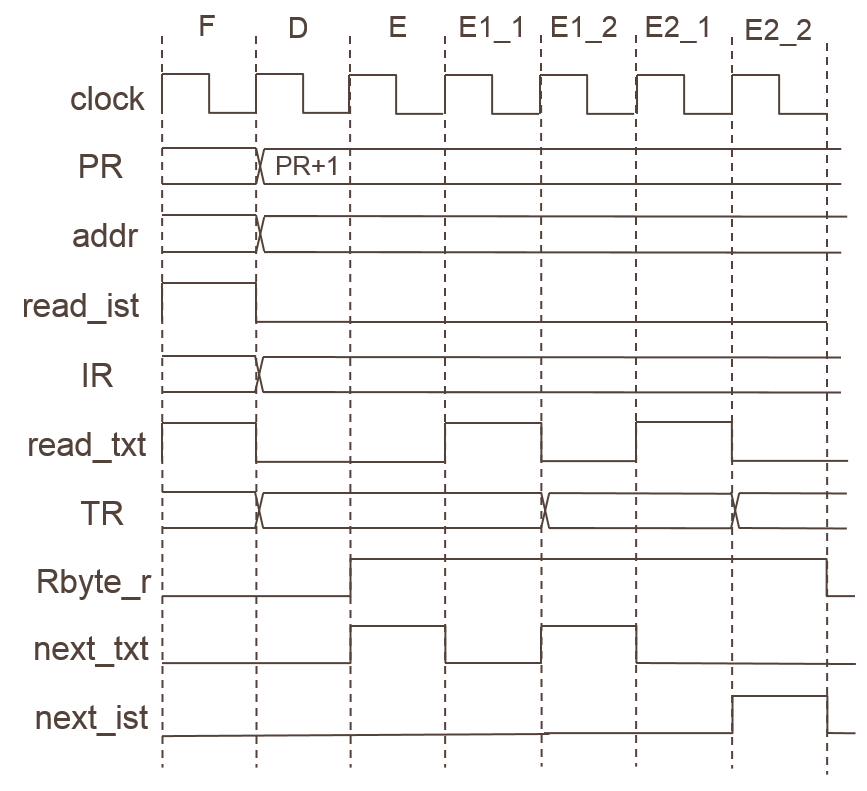 F D E E1_1 E1_2 E2_1 E2_2
clock
PR PR+1
addr
read_ist
IR
read_txt
TR
Rbyte_r
next_txt
next_ist